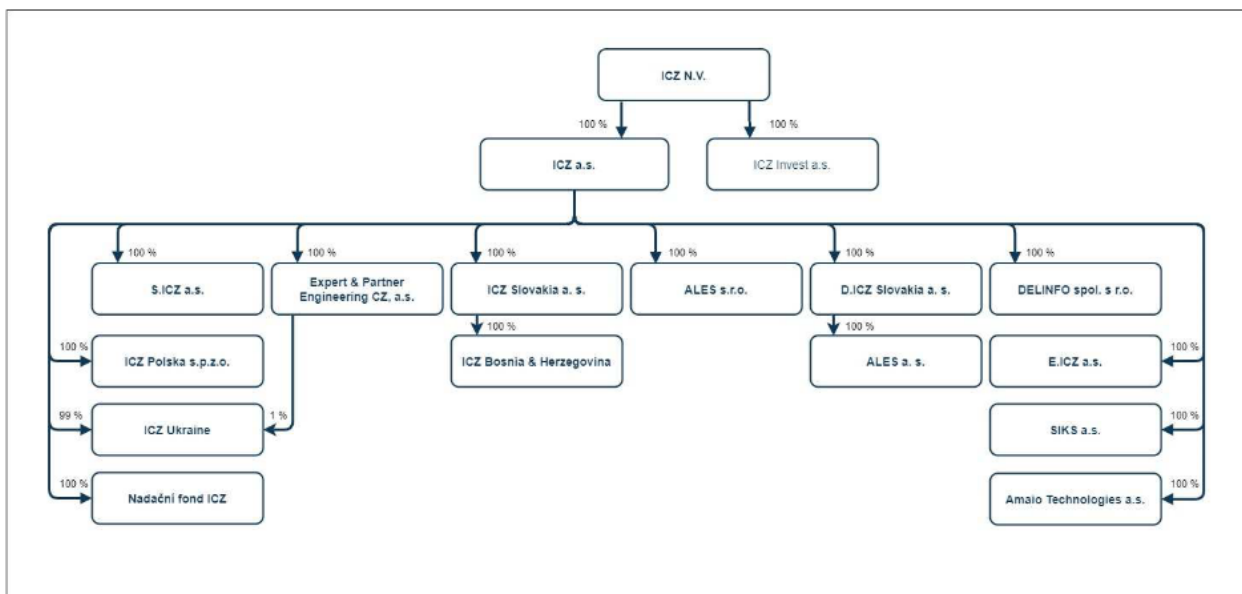 ICZ N.V.
100 %
100 %
ICZ a.s.
ICZ Invest a.s.
100 %
100 %
100 %
100 %
100 %
100 %
S.ICZ a.s.
Expert & Partner
Engineering CZ, a.s.
ICZ Slovakia a. s.
ALES s.r.o.
D.ICZ Slovakia a. s.
DELINFO spol. s r.o.
100 %
100 %
100 %
100 %
ICZ Polska s.p.z.o.
ICZ Bosnia & Herzegovina
ALES a. s.
E.ICZ a.s.
99 %
1 %
100 %
ICZ Ukraine
SIKS a.s.
100 %
100 %
Nadační fond ICZ
Amaio Technologies a.s.